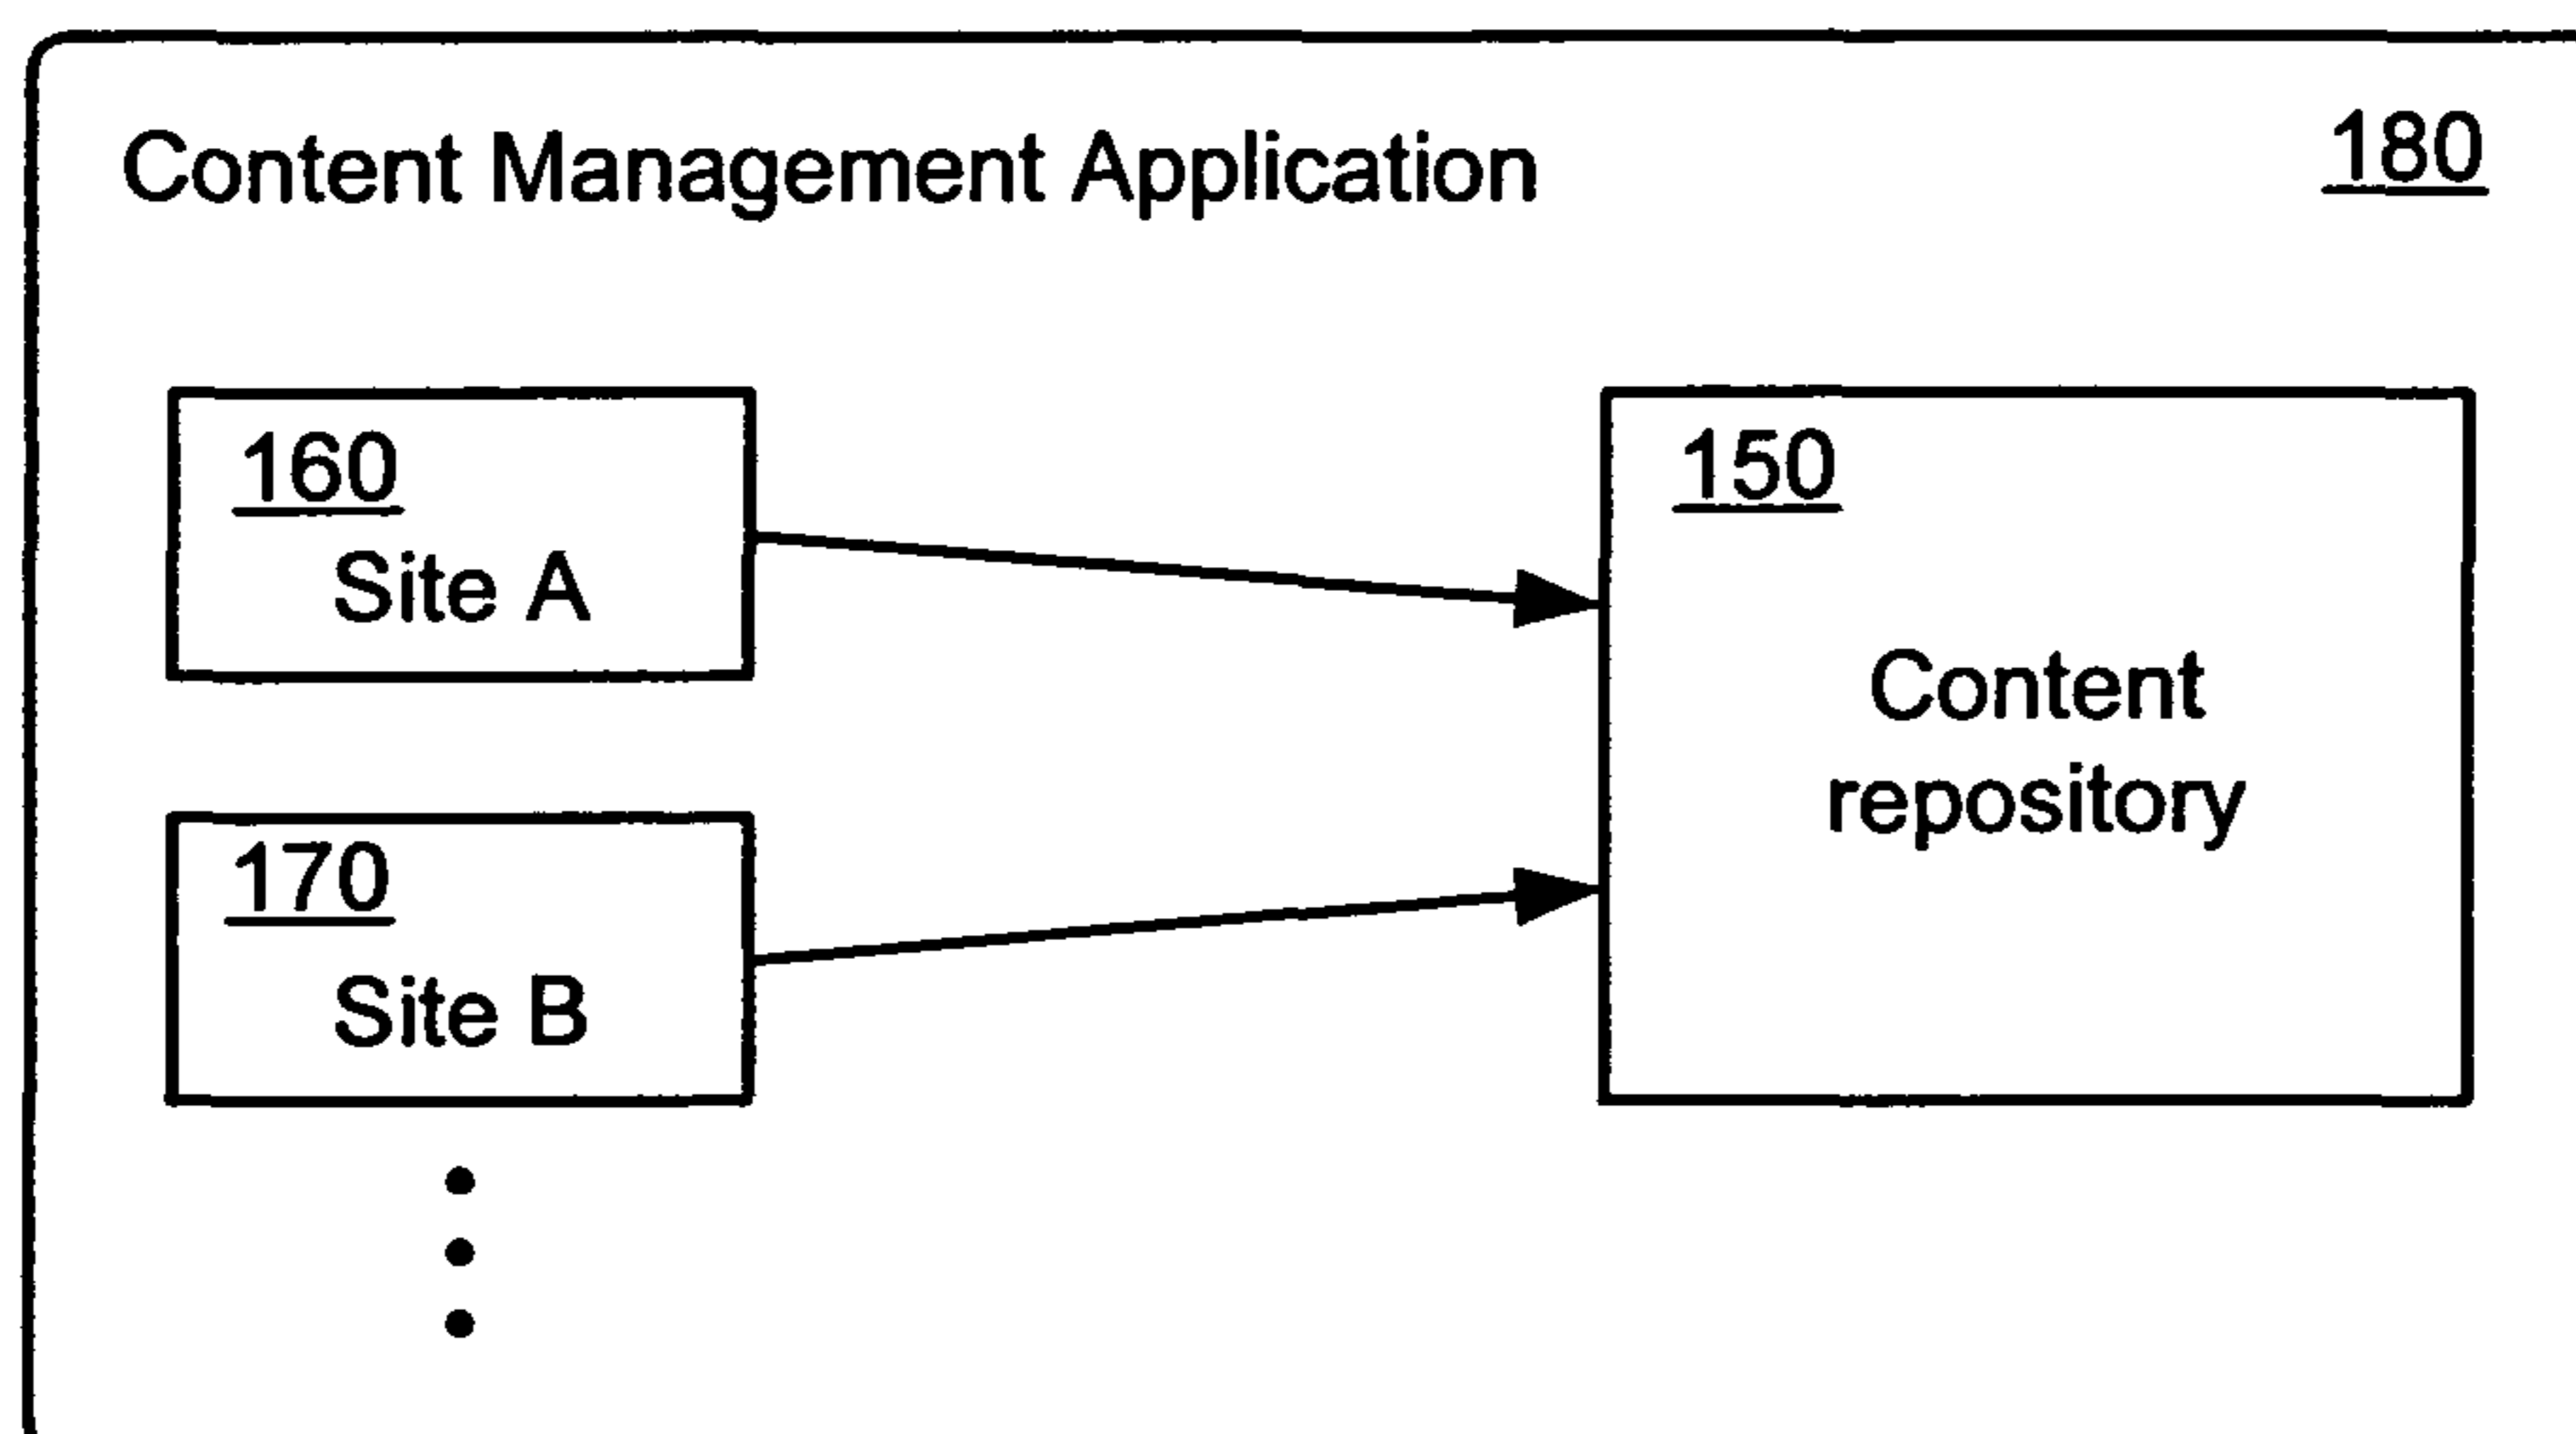 Content Management Application
180
160
Site A
150
Content
repository
170
Site B